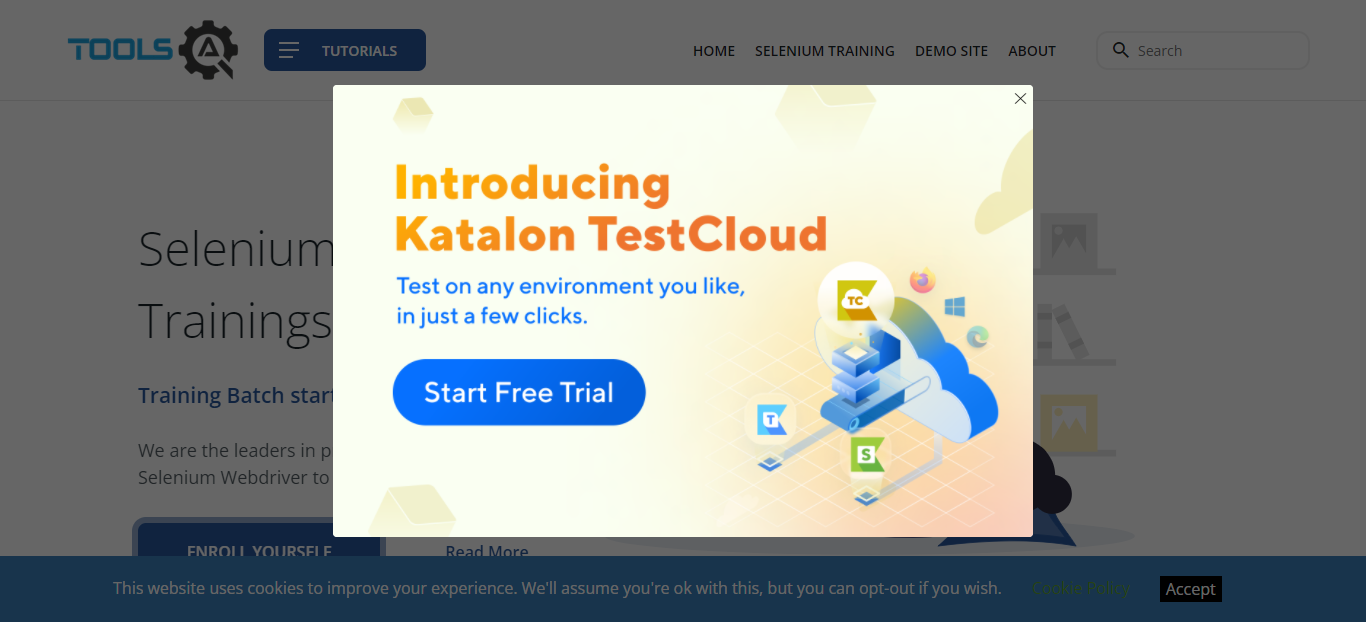 TOOLS
TUTORIALS
HOME
SELENIUM TRAINING
DEMO SITE
ABOUT
Search
Introducing
Katalon TestCloud
Test on any environment you like,
in just a few clicks.
Start Free Trial
TC
T
S
Selenium
Trainings
Training Batch start
We are the leaders in p
Selenium Webdriver to
ENROLL YOURSELF
Read More
This website uses cookies to improve your experience. We'll assume you're ok with this, but you can opt-out if you wish.
Cookie Policy
Accept